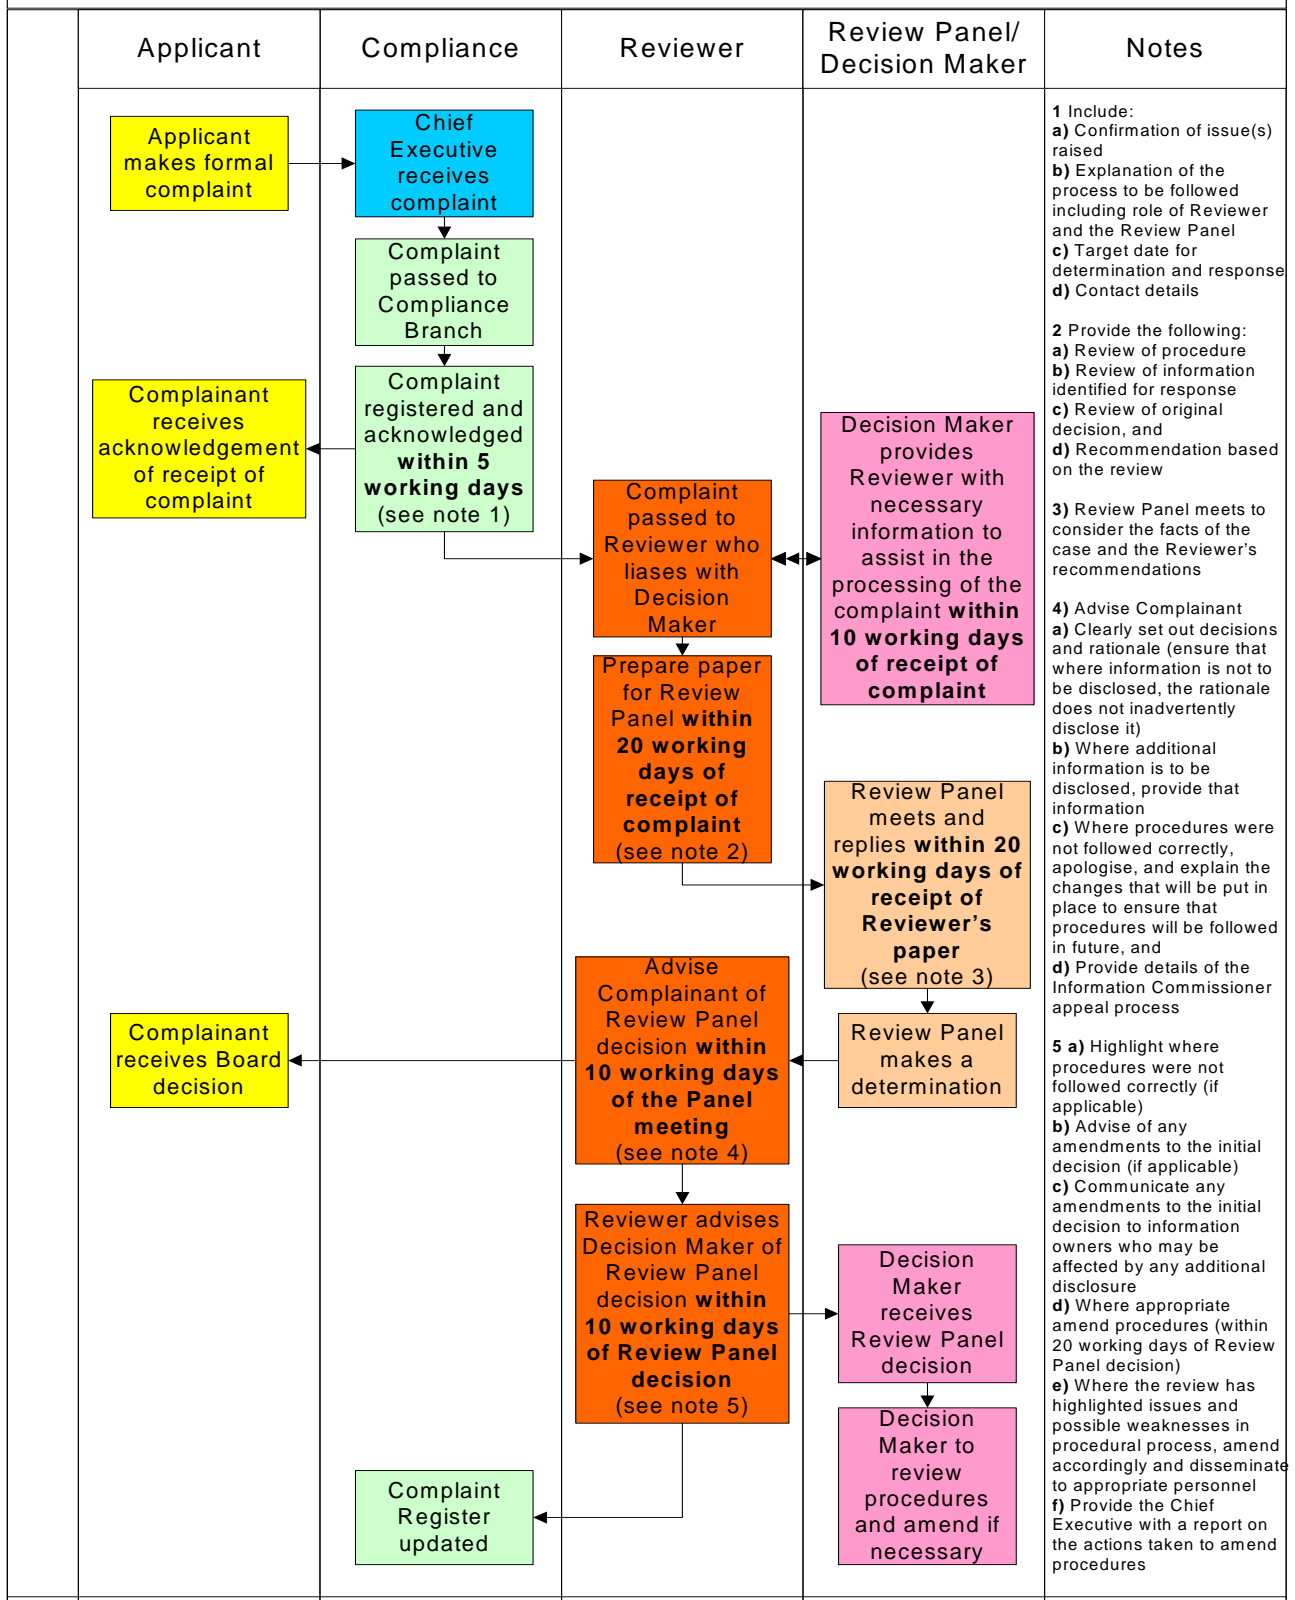 Applicant
Compliance
Reviewer
Review Panel/
Decision Maker
Notes
Applicant
makes formal
complaint
Chief
Executive
receives
complaint
Complaint
passed to
Compliance
Branch
Complainant
receives
acknowledgement
of receipt of
complaint
Complaint
registered and
acknowledged
within 5
working days
(see note 1)
Complaint
passed to
Reviewer who
liases with
Decision
Maker
Decision Maker
provides
Reviewer with
necessary
information to
assist in the
processing of the
complaint within
10 working days
of receipt of
complaint
Prepare paper
for Review
Panel within
20 working
days of
receipt of
complaint
(see note 2)
Review Panel
meets and
replies within 20
working days of
receipt of
Reviewer’s
paper
(see note 3)
Review Panel
makes a
determination
Advise
Complainant of
Review Panel
decision within
10 working days
of the Panel
meeting
(see note 4)
Complainant
receives Board
decision
Reviewer advises
Decision Maker of
Review Panel
decision within
10 working days
of Review Panel
decision
(see note 5)
Decision
Maker
receives
Review Panel
decision
Decision
Maker to
review
procedures
and amend if
necessary
Complaint
Register
updated
1 Include:
a) Confirmation of issue(s)
raised
b) Explanation of the
process to be followed
including role of Reviewer
and the Review Panel
c) Target date for
determination and response
d) Contact details
2 Provide the following:
a) Review of procedure
b) Review of information
identified for response
c) Review of original
decision, and
d) Recommendation based
on the review
3) Review Panel meets to
consider the facts of the
case and the Reviewer’s
recommendations
4) Advise Complainant
a) Clearly set out decisions
and rationale (ensure that
where information is not to
be disclosed, the rationale
does not inadvertently
disclose it)
b) Where additional
information is to be
disclosed, provide that
information
c) Where procedures were
not followed correctly,
apologise, and explain the
changes that will be put in
place to ensure that
procedures will be followed
in future, and
d) Provide details of the
Information Commissioner
appeal process
5 a) Highlight where
procedures were not
followed correctly (if
applicable)
b) Advise of any
amendments to the initial
decision (if applicable)
c) Communicate any
amendments to the initial
decision to information
owners who may be
affected by any additional
disclosure
d) Where appropriate
amend procedures (within
20 working days of Review
Panel decision)
e) Where the review has
highlighted issues and
possible weaknesses in
procedural process, amend
accordingly and disseminate
to appropriate personnel
f) Provide the Chief
Executive with a report on
the actions taken to amend
procedures